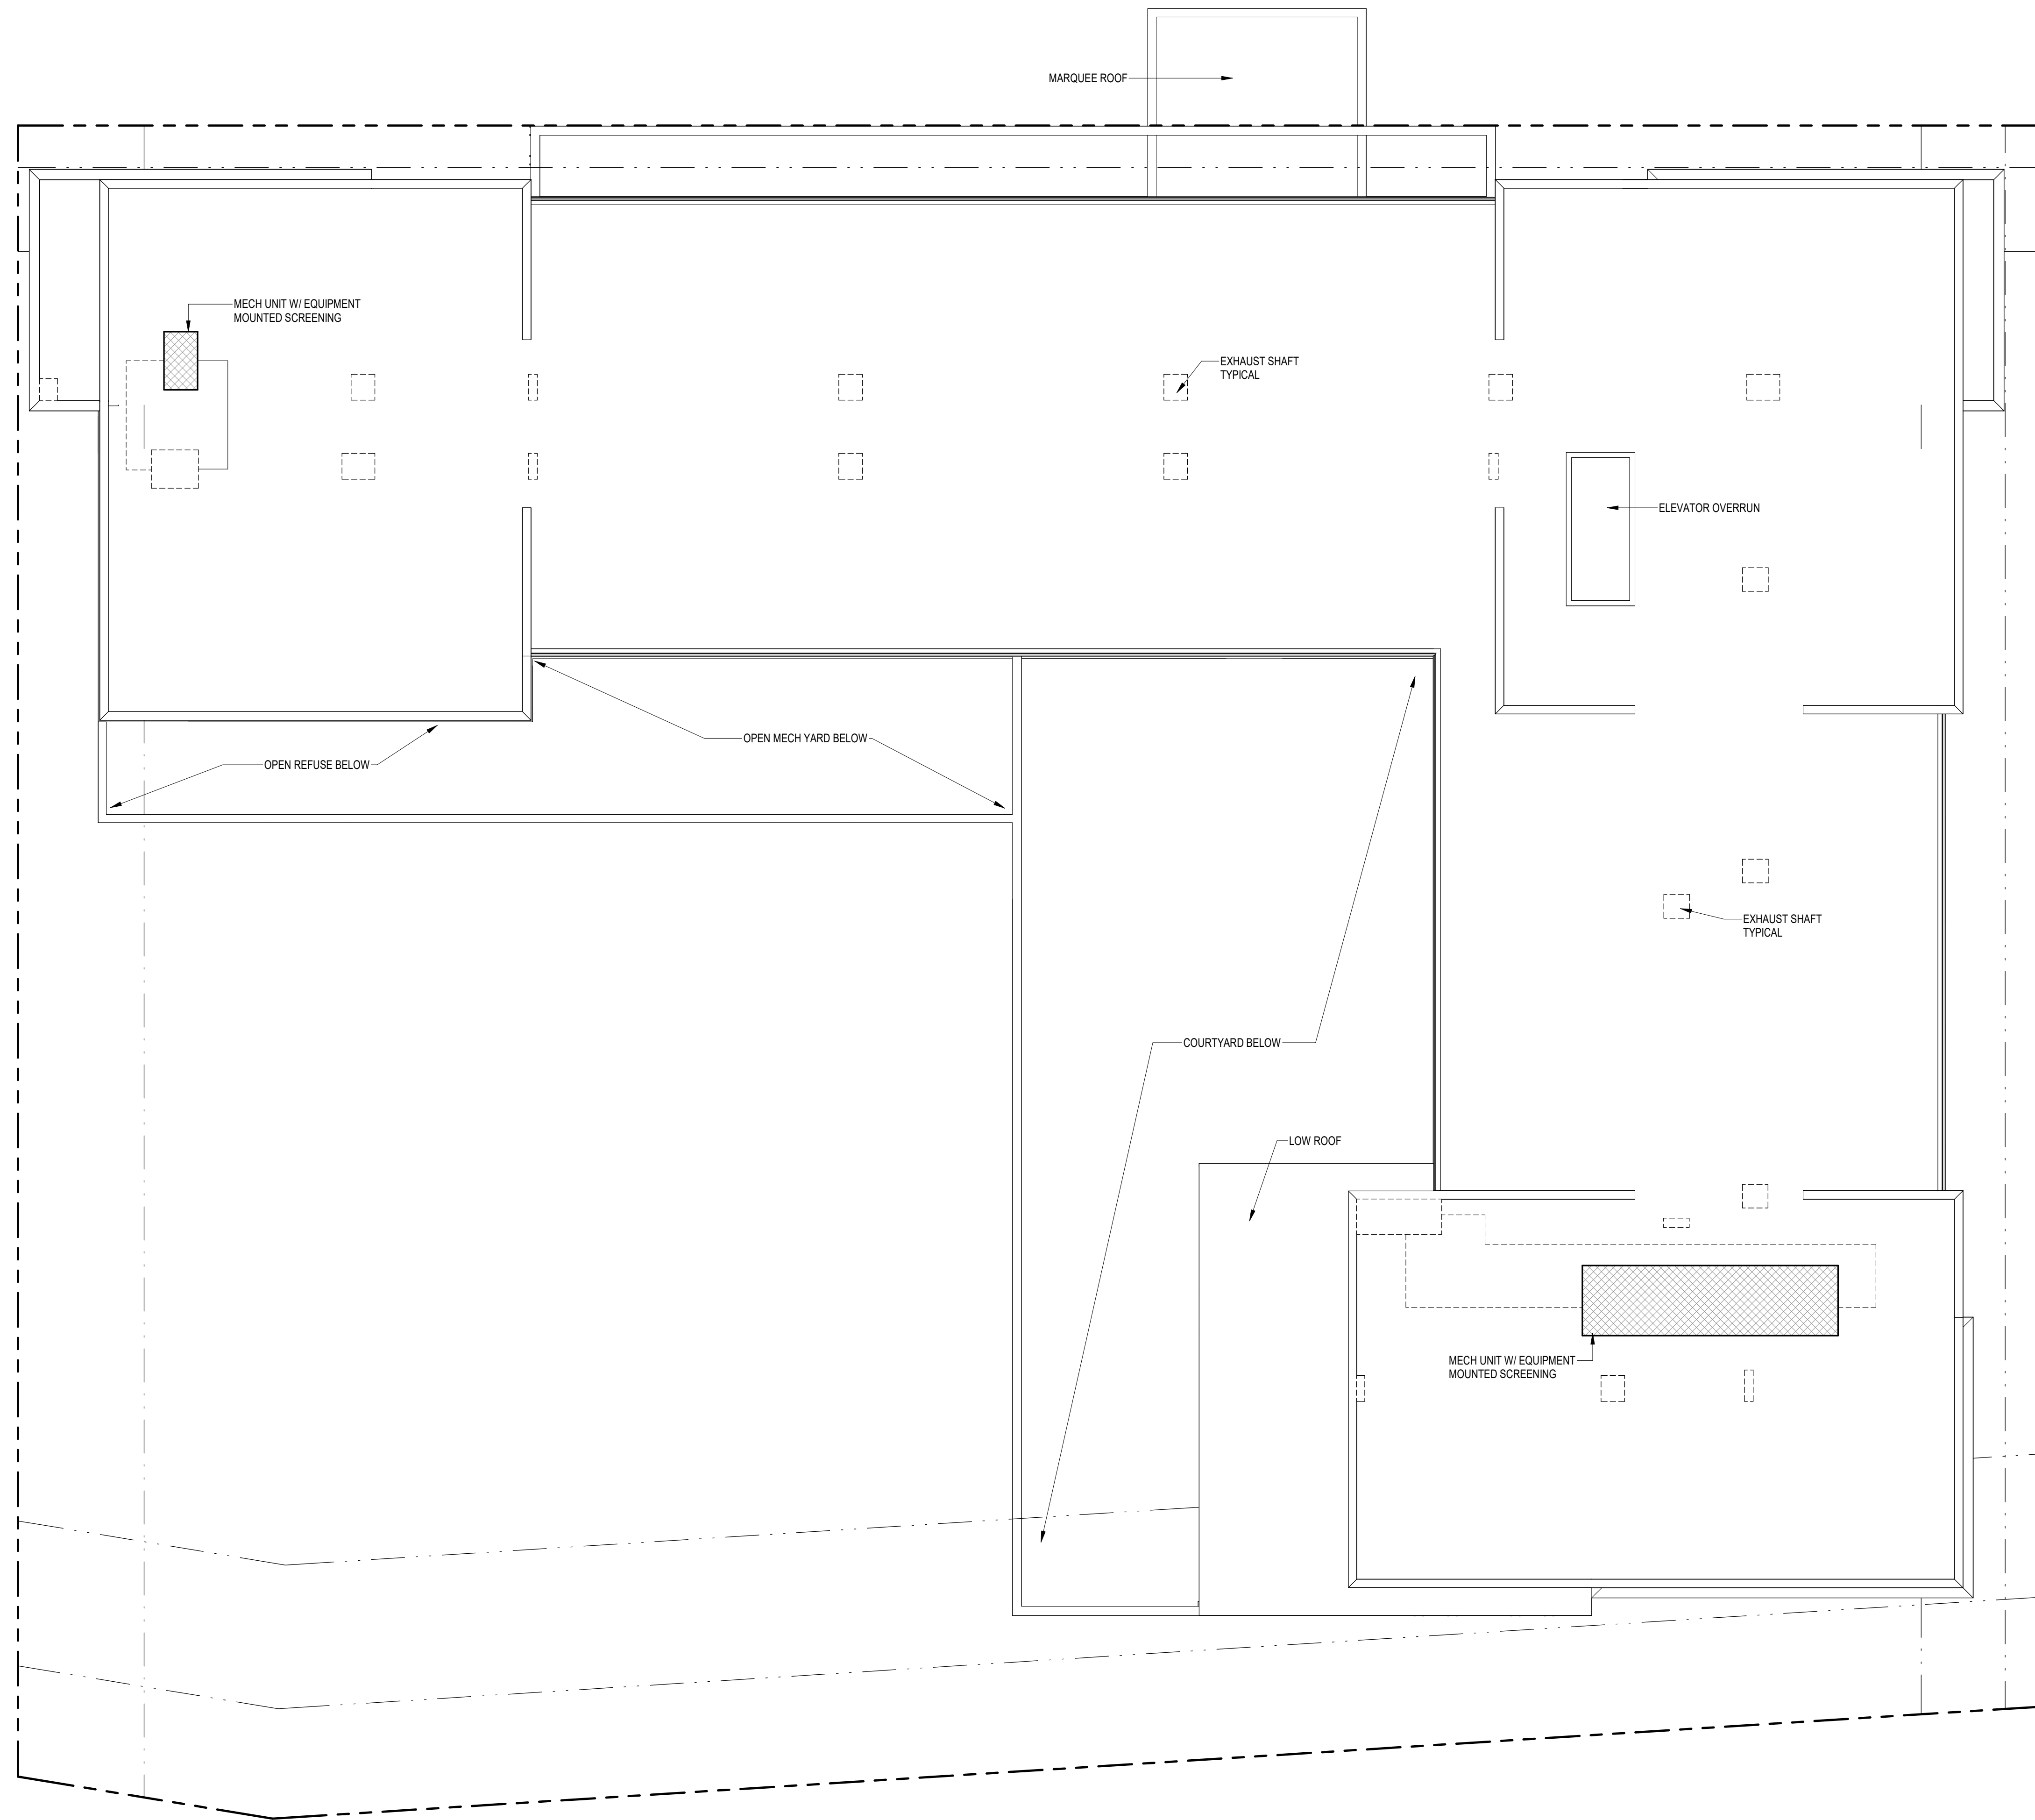 MARQUEE ROOF
MECH UNIT W/ EQUIPMENT
MOUNTED SCREENING
EXHAUST SHAFT
TYPICAL
ELEVATOR OVERRUN
OPEN MECH YARD BELOW
OPEN REFUSE BELOW
EXHAUST SHAFT
TYPICAL
COURTYARD BELOW
LOW ROOF
MECH UNIT W/ EQUIPMENT
MOUNTED SCREENING